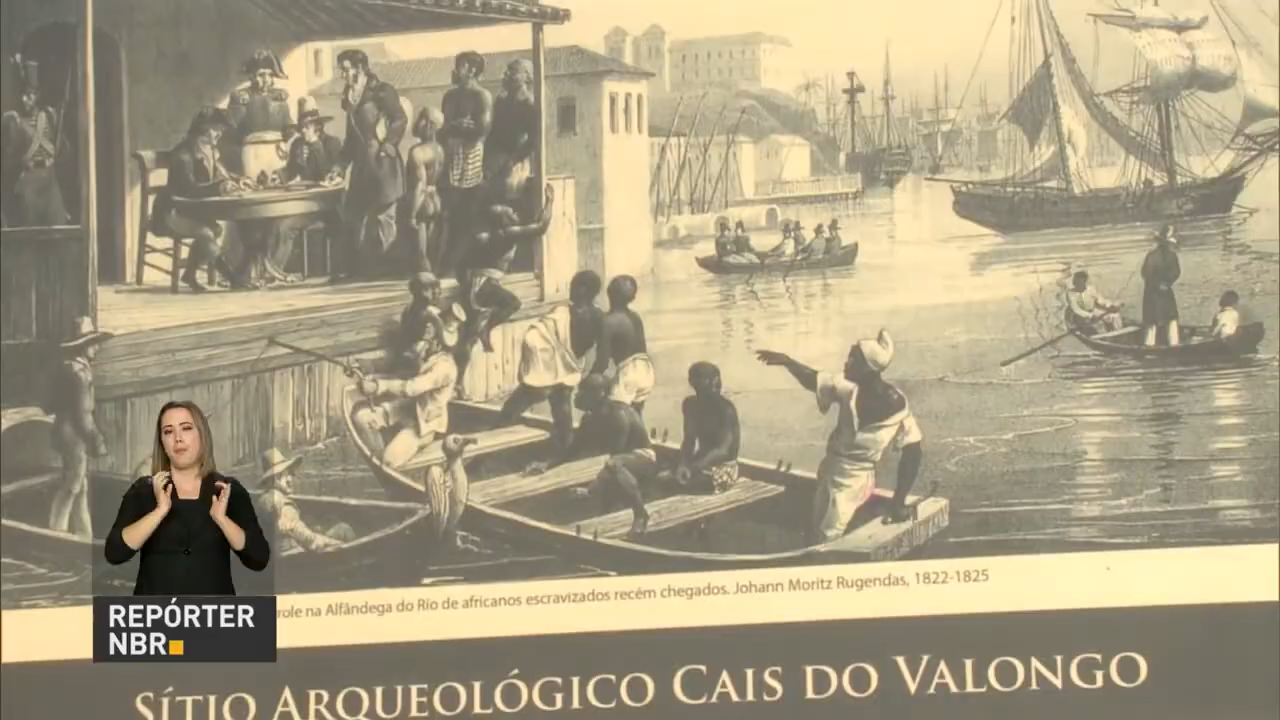 role na Alfândega do Rio de africanos escravizados recém chegados. Johann Moritz Rugendas, 1822-1825
REPÓRTER
NBR
SÍTIO ARQUEOLÓGICO CAIS DO VALONGO